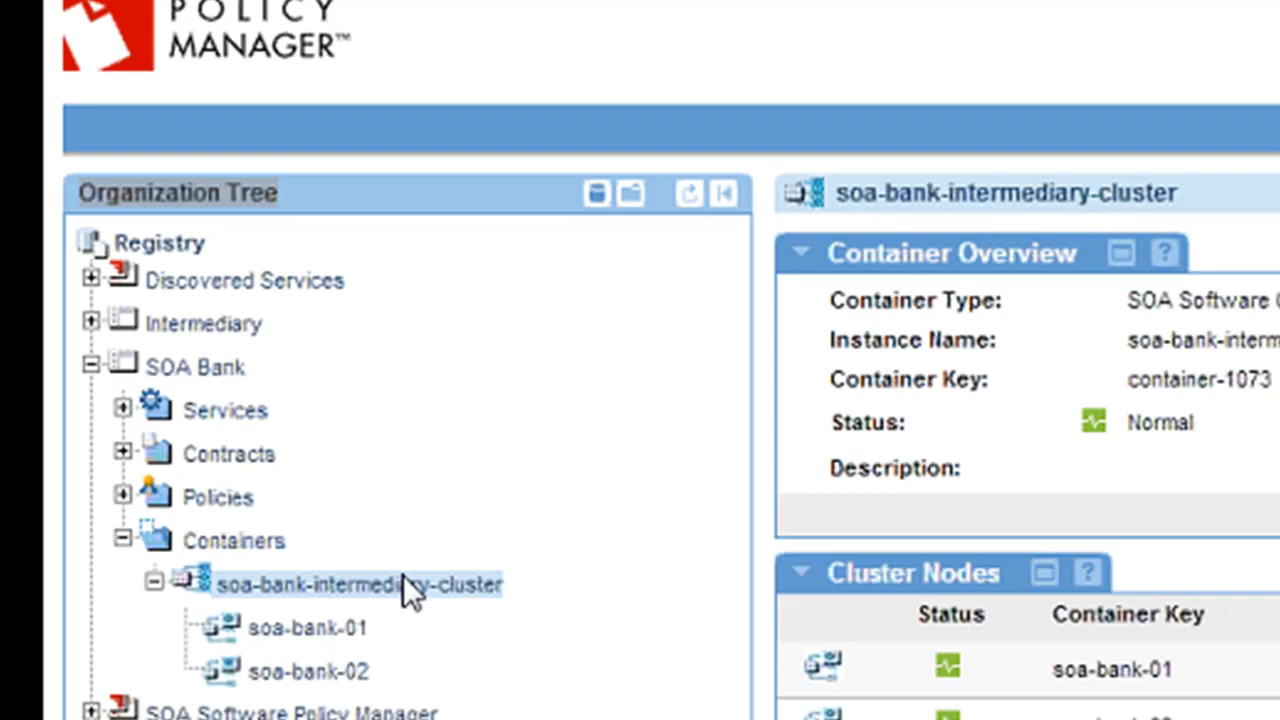 POLICY
MANAGER™
Organization Tree
Registry
Discovered Services
Intermediary
SOA Bank
Services
Contracts
Policies
Containers
soa-bank-intermediary-cluster
soa-bank-01
soa-bank-02
SOA Software Policy Manager
soa-bank-intermediary-cluster
Container Overview
Container Type: SOA Software
Instance Name: soa-bank-interm
Container Key: container-1073
Status: Normal
Description:
Cluster Nodes
Status Container Key
soa-bank-01